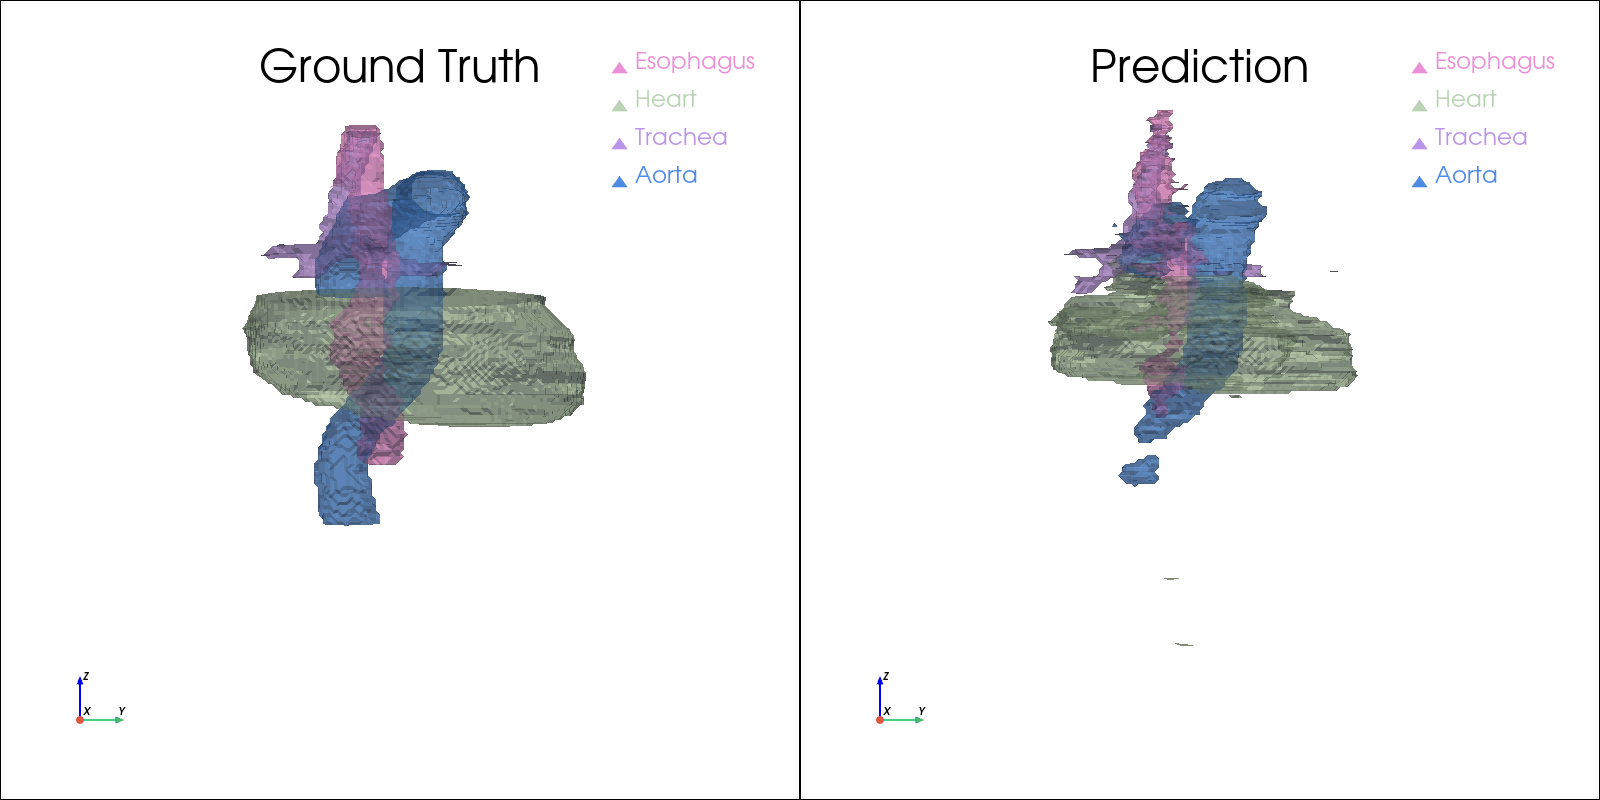 Ground Truth
Esophagus
Heart
Trachea
Aorta
Z
X
Y
Prediction
Esophagus
Heart
Trachea
Aorta
Z
X
Y